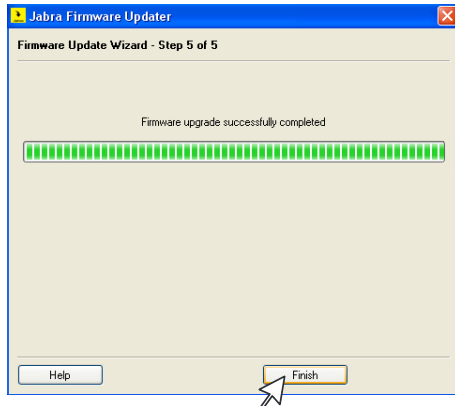 Jabra Firmware Updater
Firmware Update Wizard - Step 5 of 5
Firmware upgrade successfully completed
Help
Finish